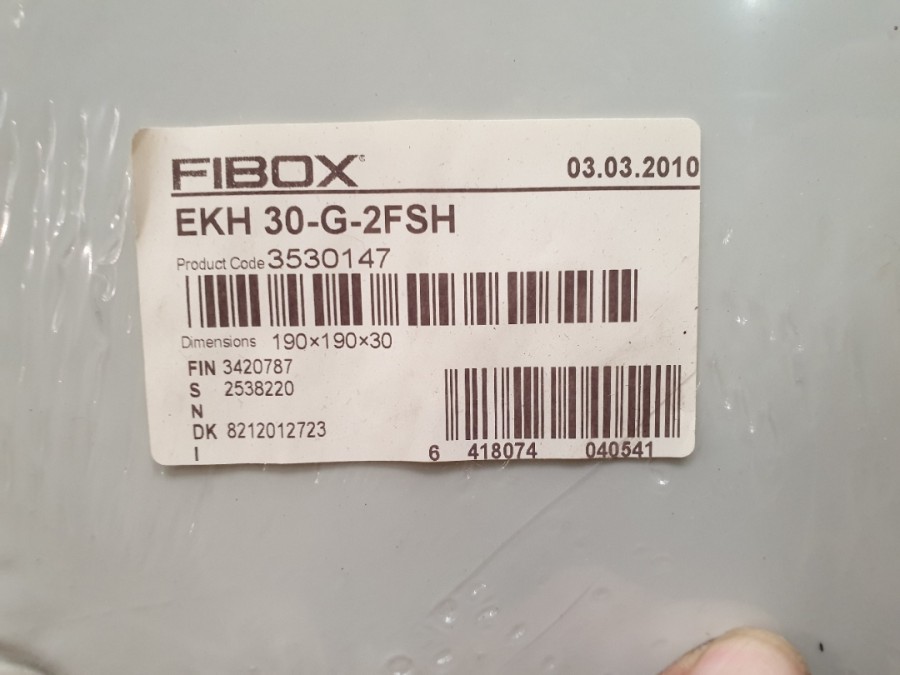 FIBOX® 03.03.2010
EKH 30-G-2FSH
Product Code 3530147
Dimensions 190×190×30
FIN 3420787
S 2538220
N
DK 8212012723
I
6 418074 040541